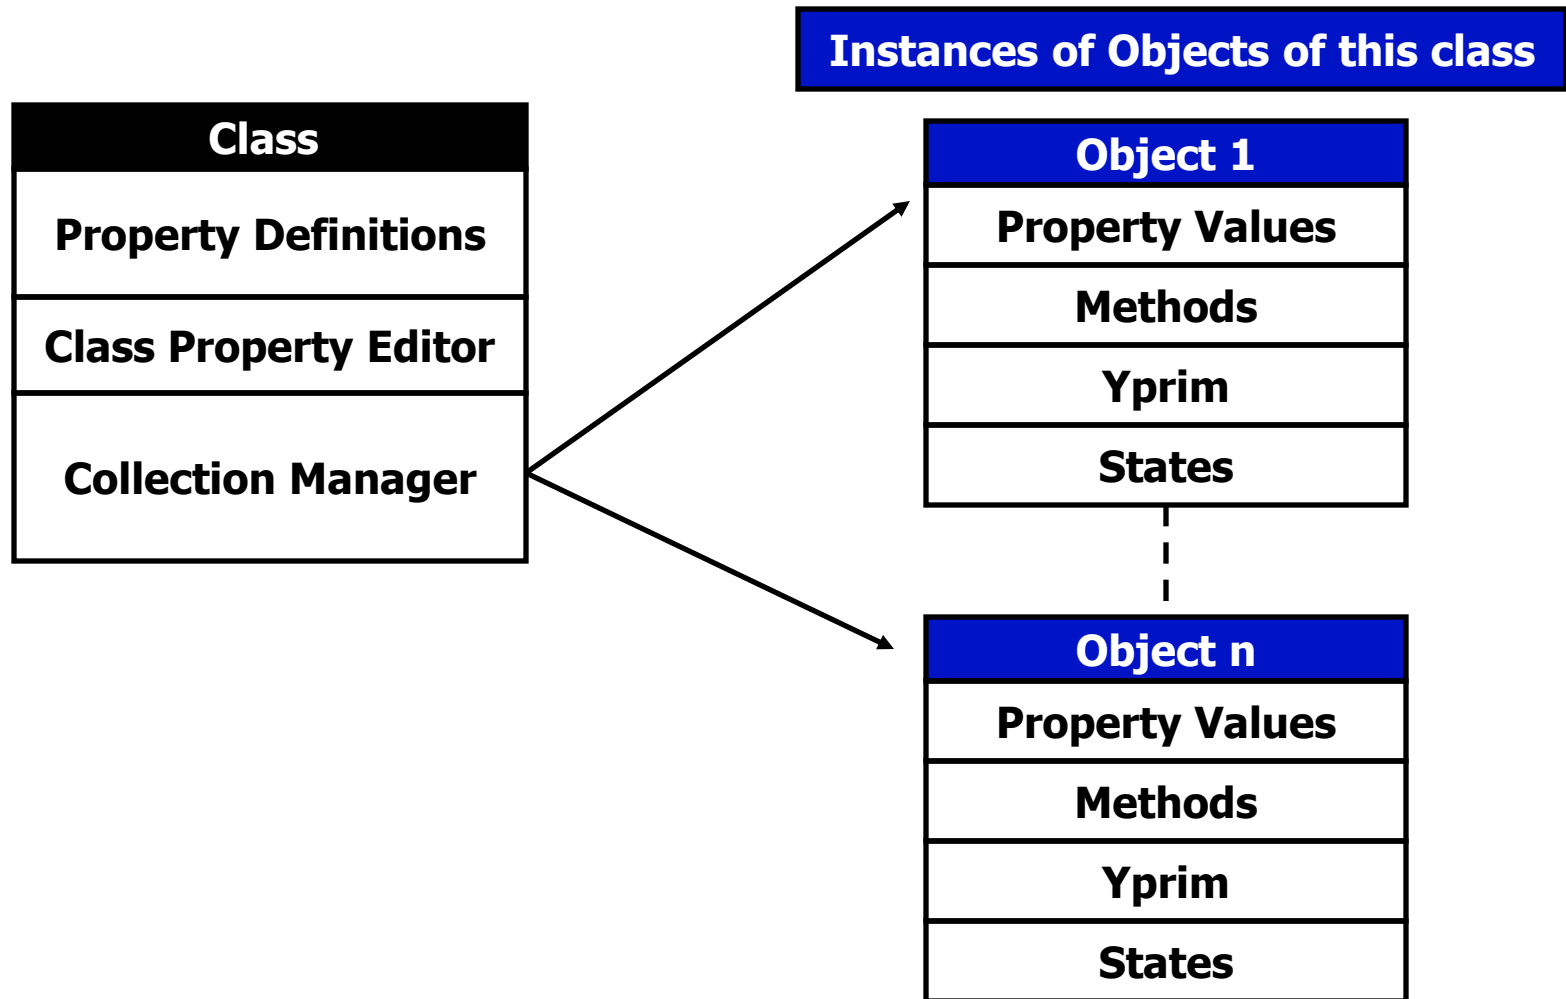 Instances of Objects of this class
Class
Property Definitions
Class Property Editor
Collection Manager
Object 1
Property Values
Methods
Yprim
States
Object n
Property Values
Methods
Yprim
States